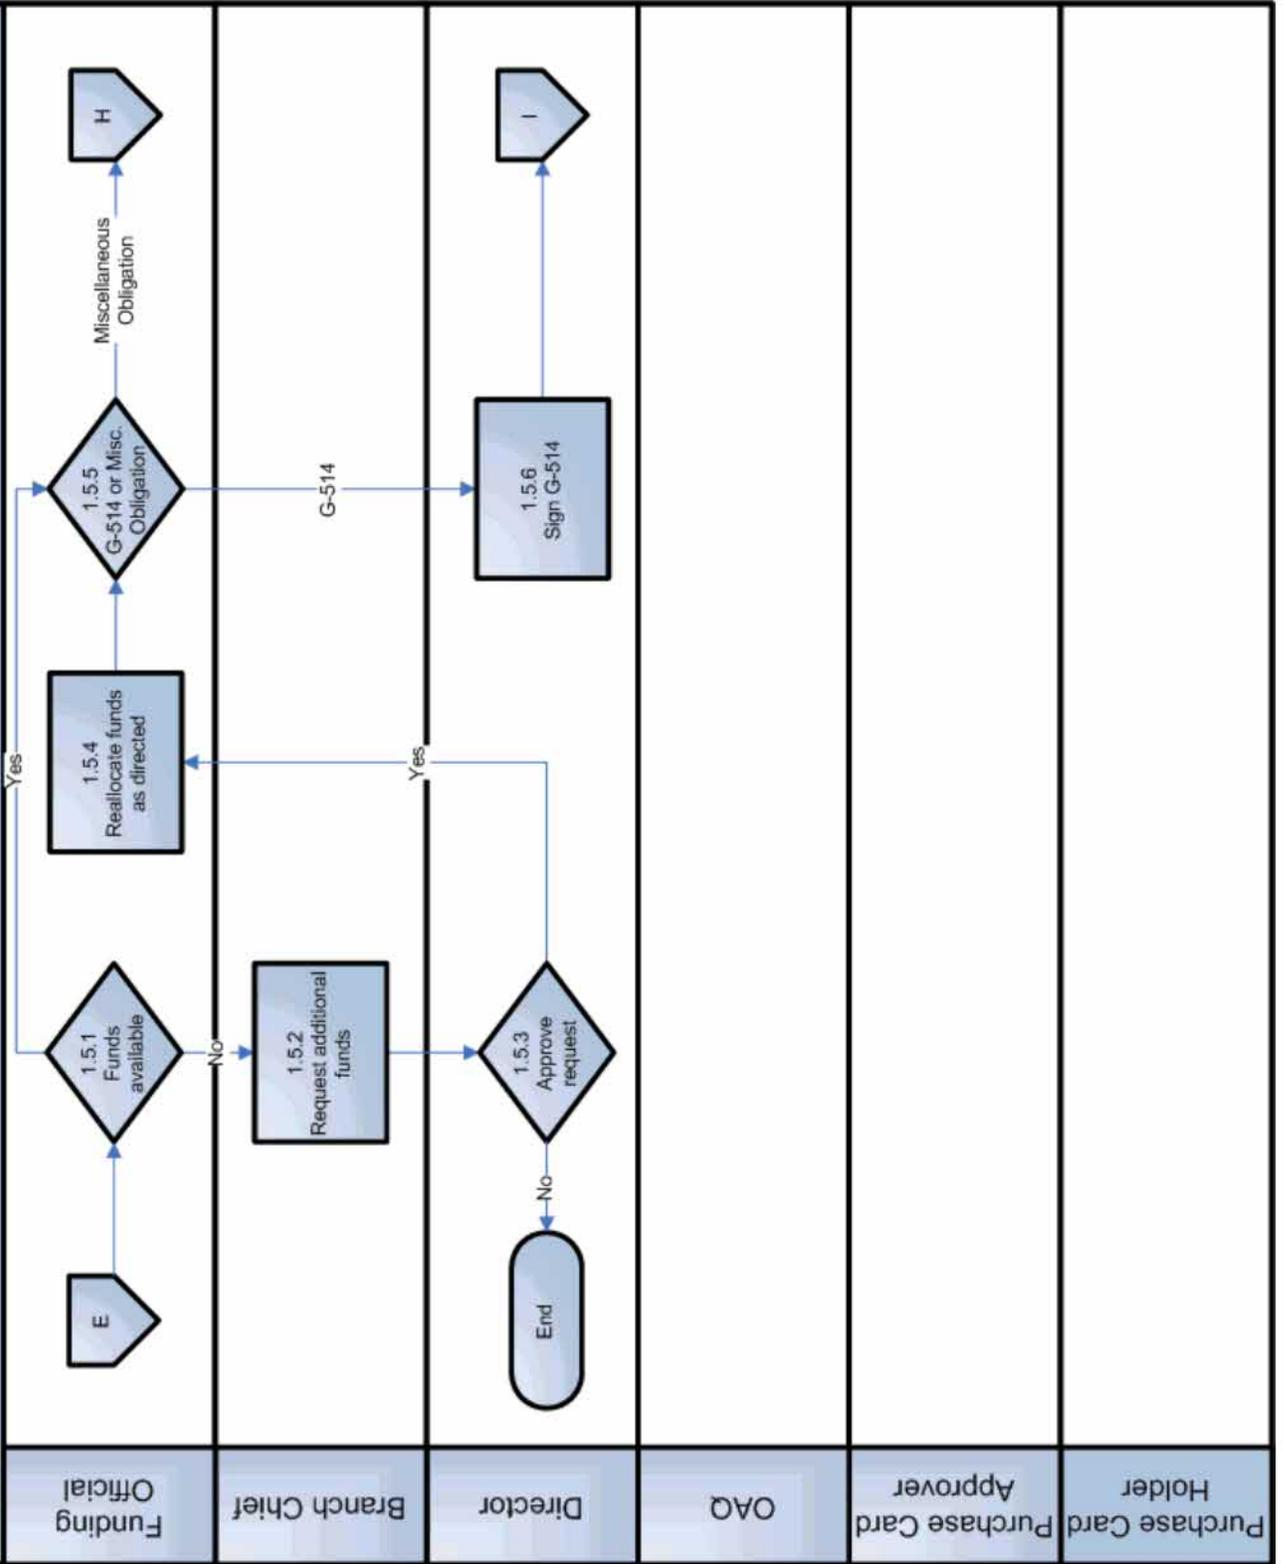 Funding
Official
Branch Chief
Director
OAQ
Purchase Card
Approver
Purchase Card
Holder
E
1.5.1
Funds
available
Yes
No
1.5.2
Request additional
funds
1.5.3
Approve
request
No
End
Yes
1.5.4
Reallocate funds
as directed
1.5.5
G-514 or Misc.
Obligation
Miscellaneous
Obligation
H
G-514
1.5.6
Sign G-514
I